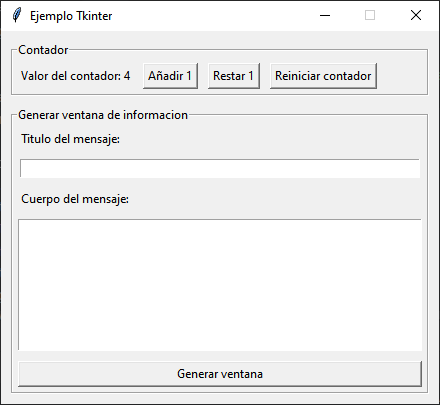 Ejemplo Tkinter
Contador
Valor del contador: 4 Añadir 1 Restar 1 Reiniciar contador
Generar ventana de informacion
Titulo del mensaje:
Cuerpo del mensaje:
Generar ventana